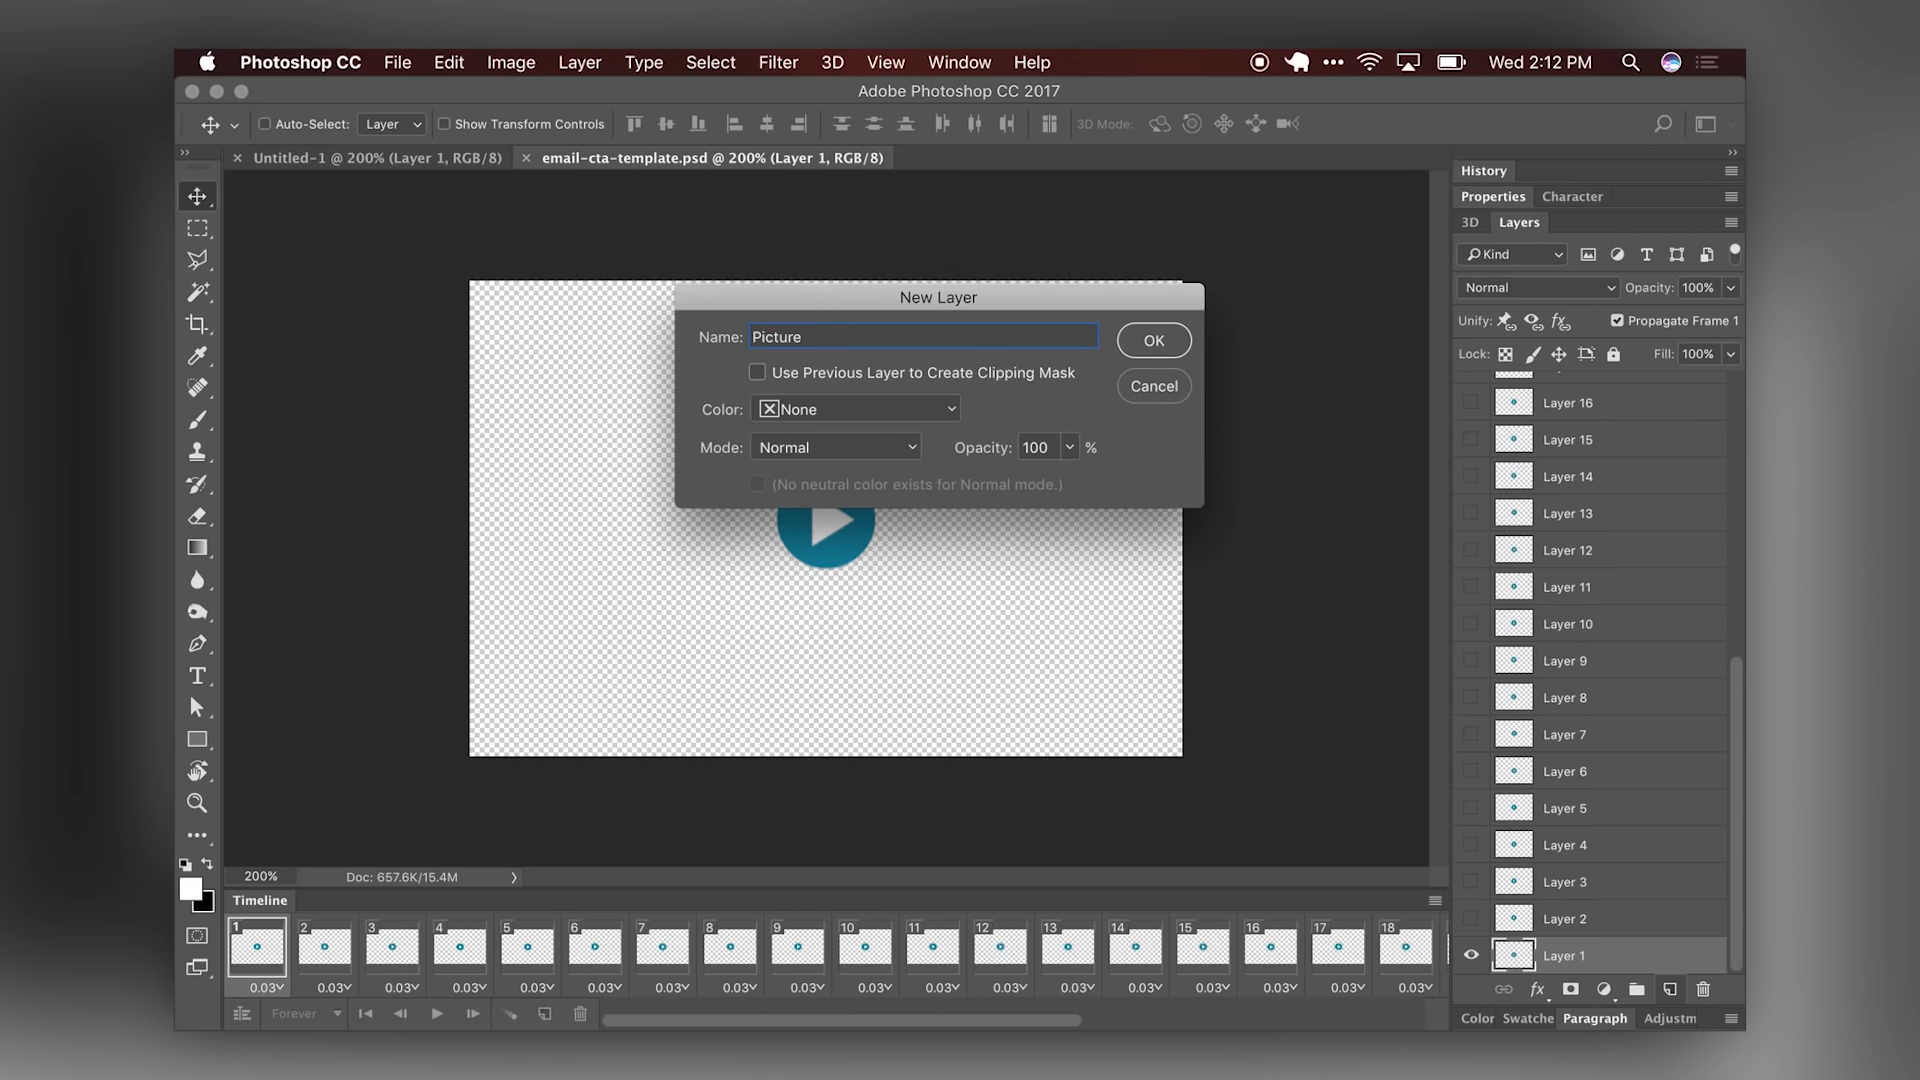 Photoshop CC File Edit Image Layer Type Select Filter 3D View Window Help Wed 2:12 PM
Adobe Photoshop CC 2017
Auto-Select: Layer Show Transform Controls 3D Mode:
Untitled-1 @ 200% (Layer 1, RGB/8) email-cta-template.psd @ 200% (Layer 1, RGB/8)
History
Properties Character
3D Layers
Kind
Normal Opacity: 100%
Unify: Propagate Frame 1
Lock: Fill: 100%
New Layer
Name: Picture
OK
Use Previous Layer to Create Clipping Mask
Cancel
Color: None
Mode: Normal Opacity: 100 %
(No neutral color exists for Normal mode.)
Layer 16
Layer 15
Layer 14
Layer 13
Layer 12
Layer 11
Layer 10
Layer 9
Layer 8
Layer 7
Layer 6
Layer 5
Layer 4
Layer 3
Layer 2
Layer 1
200% Doc: 657.6K/15.4M
Timeline
1 2 3 4 5 6 7 8 9 10 11 12 13 14 15 16 17 18
0.03 0.03 0.03 0.03 0.03 0.03 0.03 0.03 0.03 0.03 0.03 0.03 0.03 0.03 0.03 0.03 0.03 0.03
Forever
Color Swatche Paragraph Adjustm